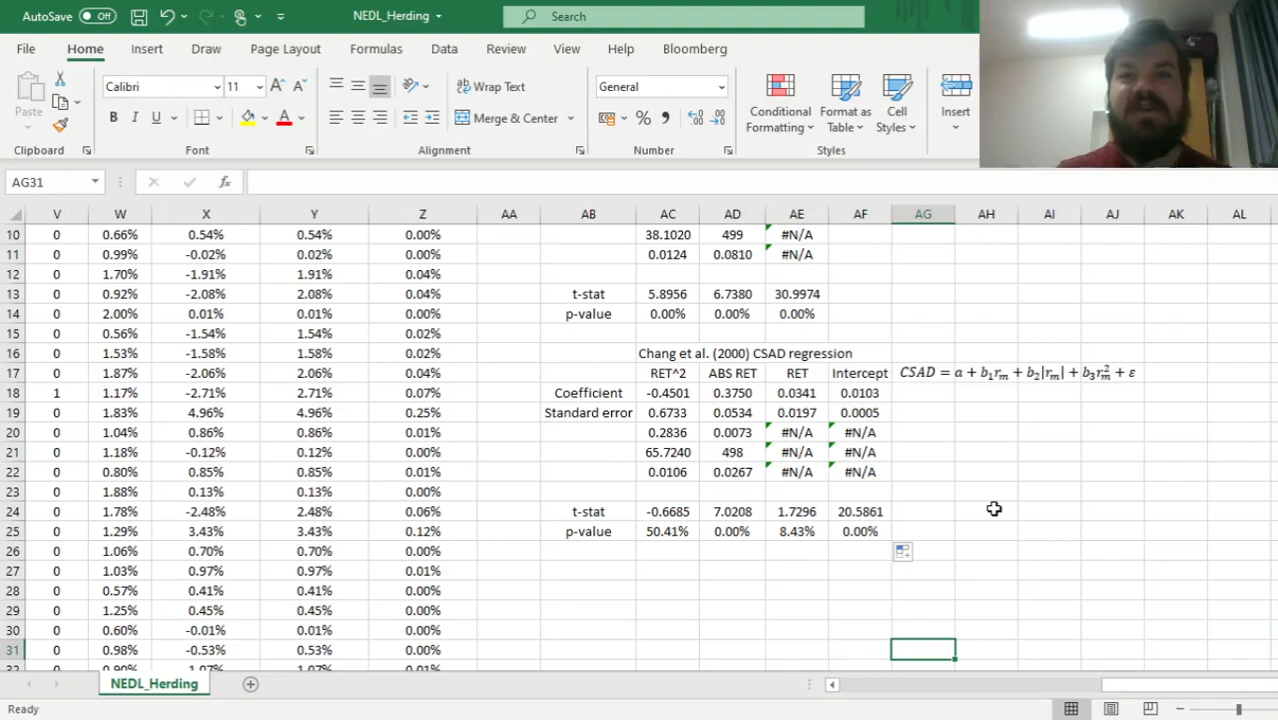 AutoSave Off NEDL_Herding Search
File Home Insert Draw Page Layout Formulas Data Review View Help Bloomberg
Paste Calibri 11 A A Wrap Text General Conditional Format as Cell Insert
B I U A Merge & Center % , Formatting Table Styles
Clipboard Font Alignment Number Styles
AG31 fx
V W X Y Z AA AB AC AD AE AF AG AH AI AJ AK AL
10 0 0.66% 0.54% 0.54% 0.00% 38.1020 499 #N/A
11 0 0.99% -0.02% 0.02% 0.00% 0.0124 0.0810 #N/A
12 0 1.70% -1.91% 1.91% 0.04%
13 0 0.92% -2.08% 2.08% 0.04% t-stat 5.8956 6.7380 30.9974
14 0 2.00% 0.01% 0.01% 0.00% p-value 0.00% 0.00% 0.00%
15 0 0.56% -1.54% 1.54% 0.02%
16 0 1.53% -1.58% 1.58% 0.02% Chang et al. (2000) CSAD regression
17 0 1.87% -2.06% 2.06% 0.04% RET^2 ABS RET RET Intercept CSAD = a + b₁rₘ + b₂|rₘ| + b₃rₘ² + ε
18 1 1.17% -2.71% 2.71% 0.07% Coefficient -0.4501 0.3750 0.0341 0.0103
19 0 1.83% 4.96% 4.96% 0.25% Standard error 0.6733 0.0534 0.0197 0.0005
20 0 1.04% 0.86% 0.86% 0.01% 0.2836 0.0073 #N/A #N/A
21 0 1.18% -0.12% 0.12% 0.00% 65.7240 498 #N/A #N/A
22 0 0.80% 0.85% 0.85% 0.01% 0.0106 0.0267 #N/A #N/A
23 0 1.88% 0.13% 0.13% 0.00%
24 0 1.78% -2.48% 2.48% 0.06% t-stat -0.6685 7.0208 1.7296 20.5861
25 0 1.29% 3.43% 3.43% 0.12% p-value 50.41% 0.00% 8.43% 0.00%
26 0 1.06% 0.70% 0.70% 0.00%
27 0 1.03% 0.97% 0.97% 0.01%
28 0 0.57% 0.41% 0.41% 0.00%
29 0 1.25% 0.45% 0.45% 0.00%
30 0 0.60% -0.01% 0.01% 0.00%
31 0 0.98% -0.53% 0.53% 0.00%
32 0 0.90% 1.07% 1.07% 0.01%
NEDL_Herding
Ready